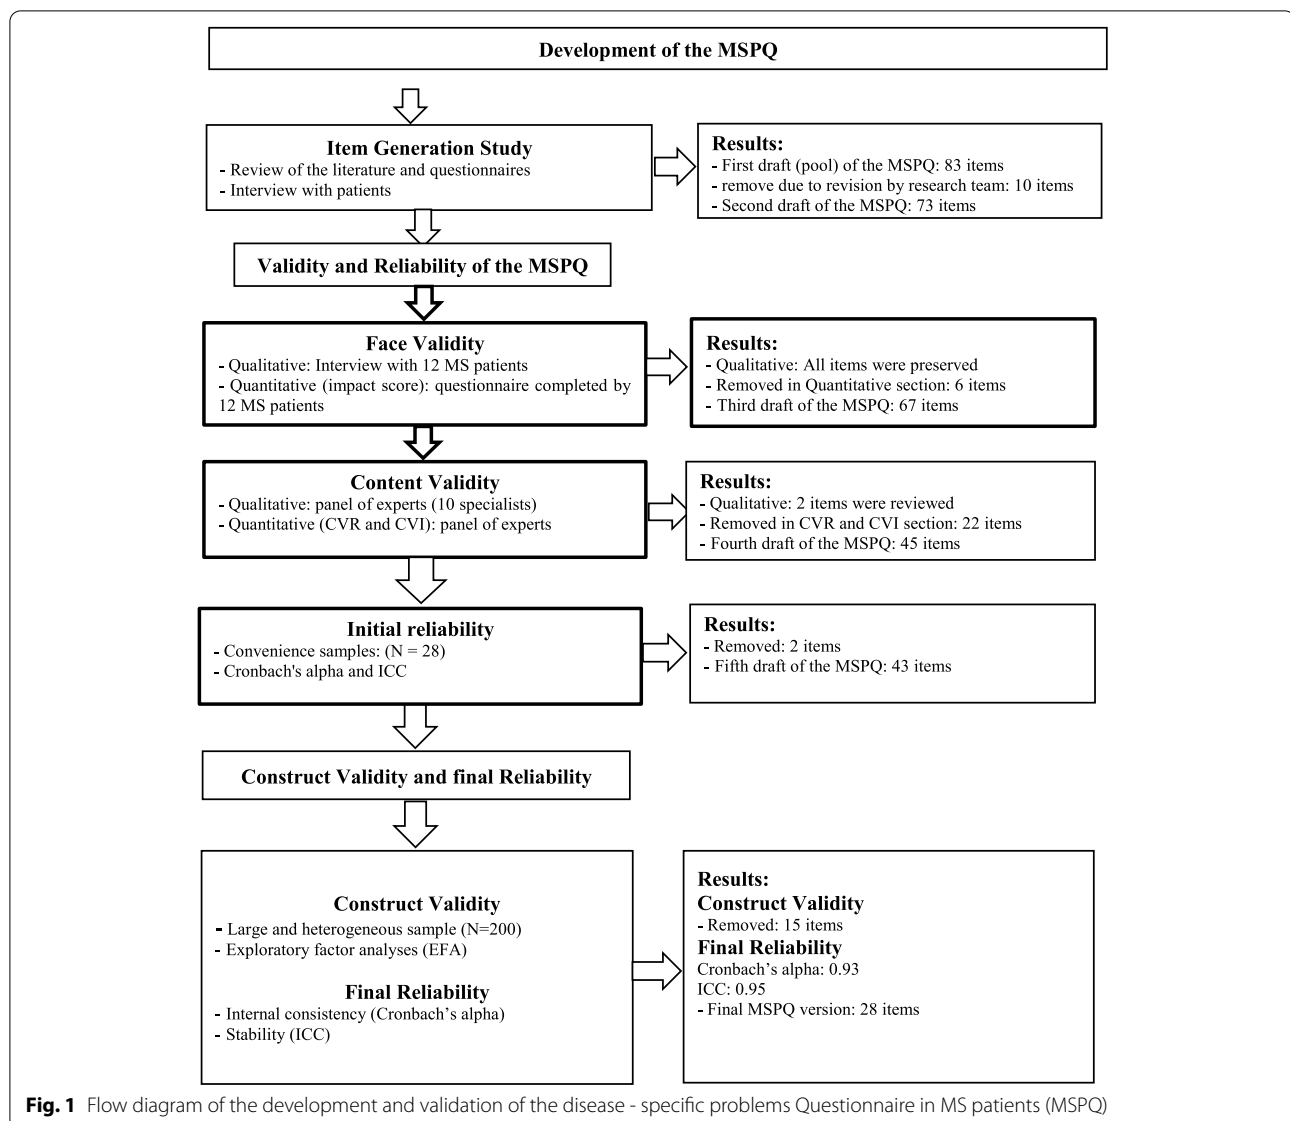 Development of the MSPQ
Item Generation Study
- Review of the literature and questionnaires
- Interview with patients
Results:
- First draft (pool) of the MSPQ: 83 items
- remove due to revision by research team: 10 items
- Second draft of the MSPQ: 73 items
Validity and Reliability of the MSPQ
Face Validity
- Qualitative: Interview with 12 MS patients
- Quantitative (impact score): questionnaire completed by
12 MS patients
Results:
- Qualitative: All items were preserved
- Removed in Quantitative section: 6 items
- Third draft of the MSPQ: 67 items
Content Validity
- Qualitative: panel of experts (10 specialists)
- Quantitative (CVR and CVI): panel of experts
Results:
- Qualitative: 2 items were reviewed
- Removed in CVR and CVI section: 22 items
- Fourth draft of the MSPQ: 45 items
Initial reliability
- Convenience samples: (N = 28)
- Cronbach's alpha and ICC
Results:
- Removed: 2 items
- Fifth draft of the MSPQ: 43 items
Construct Validity and final Reliability
Construct Validity
- Large and heterogeneous sample (N=200)
- Exploratory factor analyses (EFA)
Final Reliability
- Internal consistency (Cronbach’s alpha)
- Stability (ICC)
Results:
Construct Validity
- Removed: 15 items
Final Reliability
Cronbach’s alpha: 0.93
ICC: 0.95
- Final MSPQ version: 28 items
Fig. 1 Flow diagram of the development and validation of the disease - specific problems Questionnaire in MS patients (MSPQ)